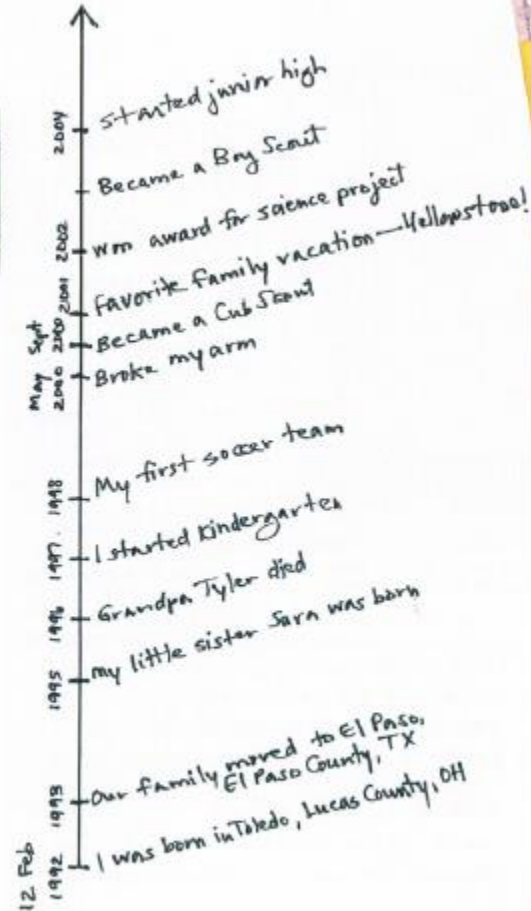 2004 Started junior high
Became a Boy Scout
2002 Won award for science project
2001 Favorite family vacation—Yellowstone!
Sept 2000 Became a Cub Scout
May 2000 Broke my arm
1998 My first soccer team
1997. I started Kindergarten
1996 Grandpa Tyler died
1995 My little sister Sara was born
1993 Our family moved to El Paso,
El Paso County, TX
12 Feb 1992 I was born in Toledo, Lucas County, OH